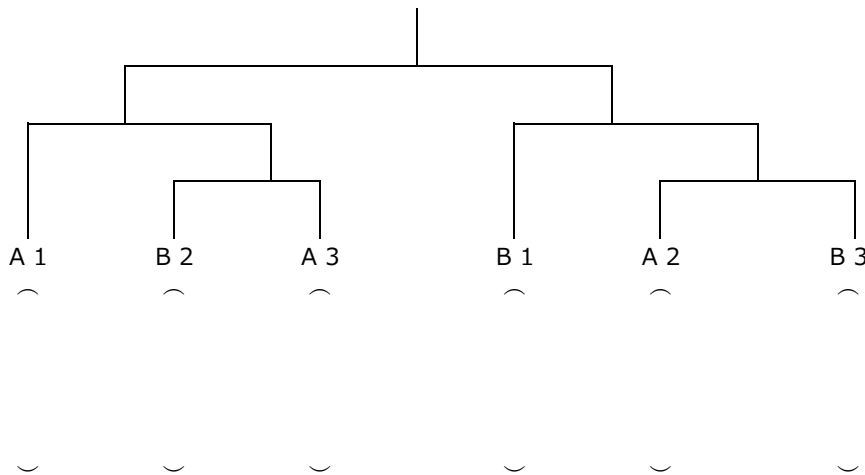 A 1 B 2 A 3 B 1 A 2 B 3
︵ ︵ ︵ ︵ ︵ ︵
︶ ︶ ︶ ︶ ︶ ︶